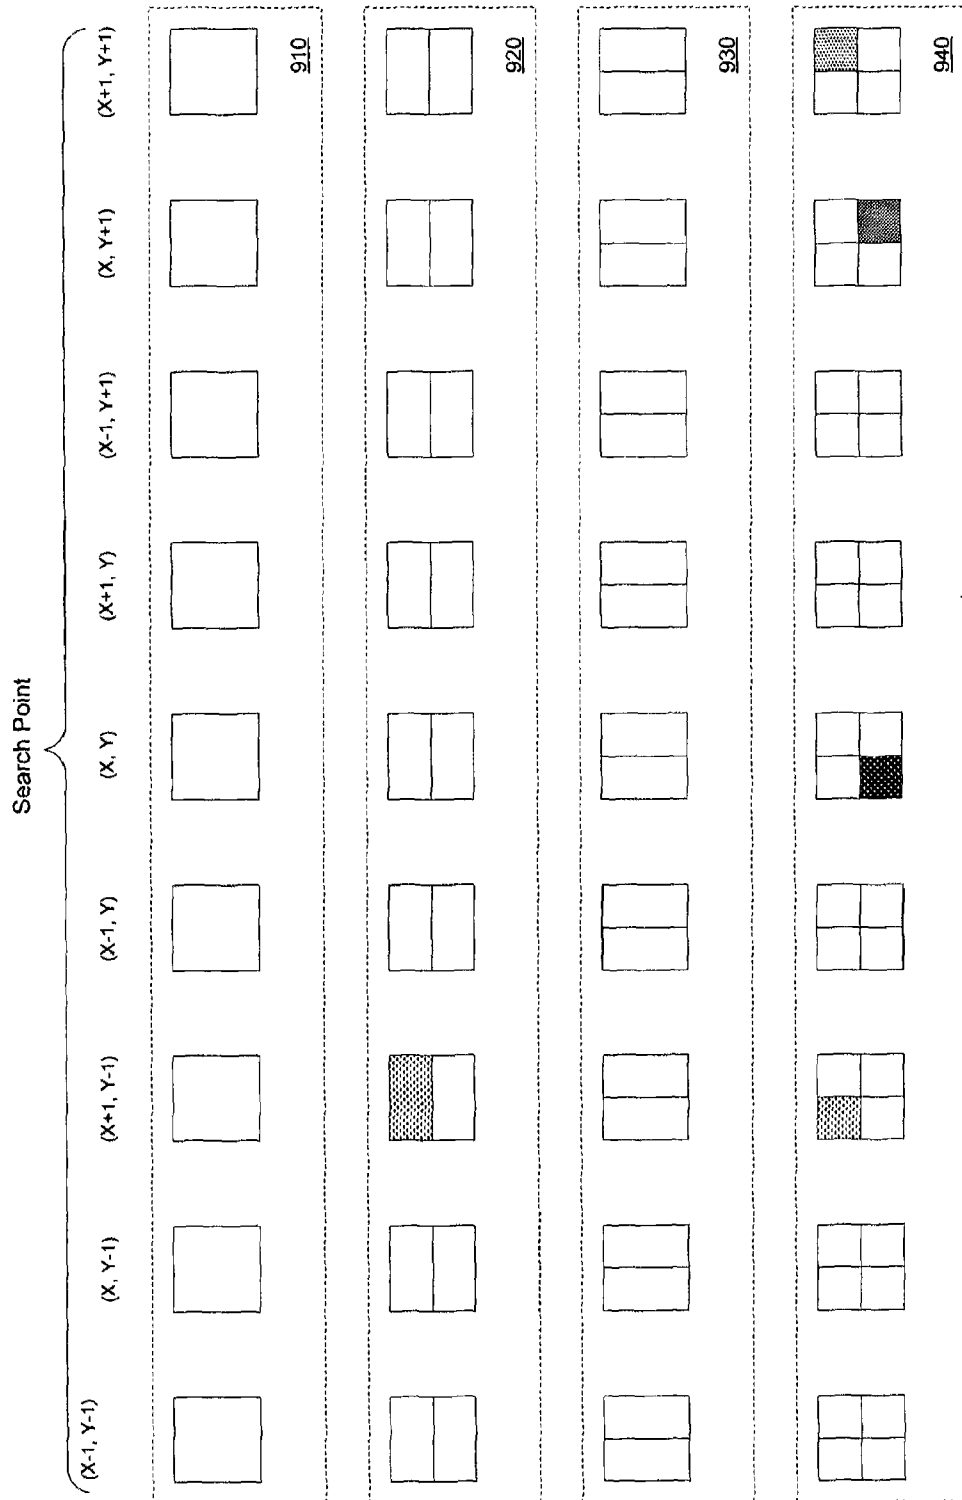 Search Point
(X-1, Y-1)
(X, Y-1)
(X+1, Y-1)
(X-1, Y)
(X, Y)
(X+1, Y)
(X-1, Y+1)
(X, Y+1)
(X+1, Y+1)
910
920
930
940